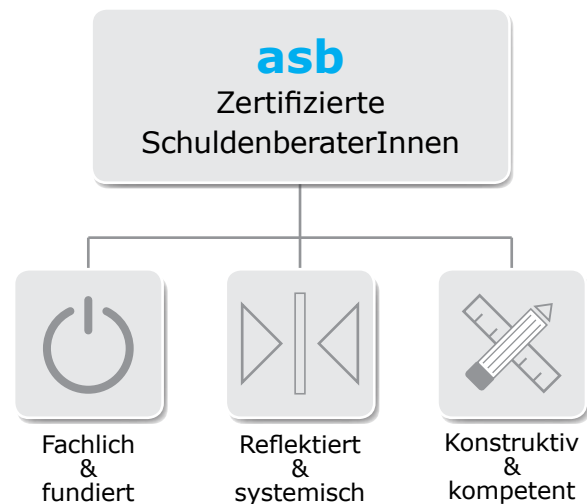 asb
Zertifizierte
SchuldenberaterInnen
Fachlich
&
fundiert
Reflektiert
&
systemisch
Konstruktiv
&
kompetent